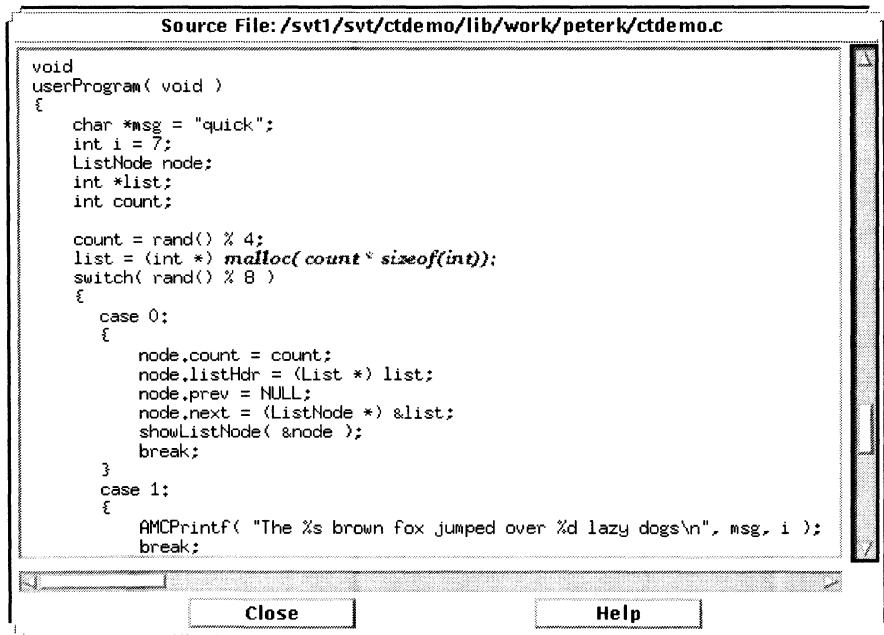 Source File: /svt1/svt/ctdemo/lib/work/peterk/ctdemo.c
void
userProgram( void )
{
    char *msg = "quick";
    int i = 7;
    ListNode node;
    int *list;
    int count;

    count = rand() % 4;
    list = (int *) malloc( count * sizeof(int));
    switch( rand() % 8 )
    {
      case 0:
      {
          node.count = count;
          node.listHdr = (List *) list;
          node.prev = NULL;
          node.next = (ListNode *) &list;
          showListNode( &node );
          break;
      }
      case 1:
      {
          AMCPrintf( "The %s brown fox jumped over %d lazy dogs\n", msg, i );
          break;
Close
Help